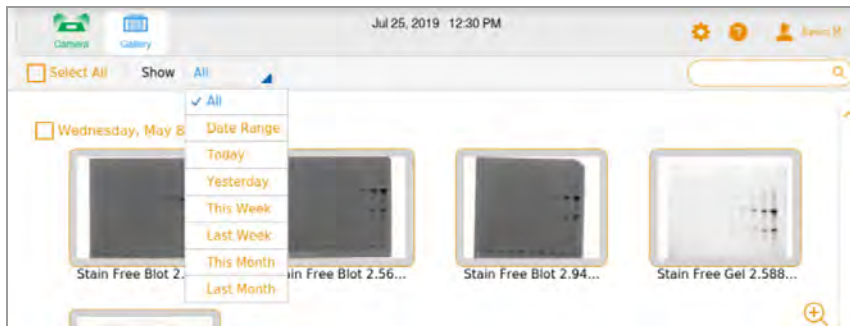 Jul 25, 2019 12:30 PM
Camera Gallery
Select All Show All
✓ All
Wednesday, May 8
Date Range
Today
Yesterday
This Week
Last Week
This Month
Last Month
Stain Free Blot 2. in Free Blot 2.56... Stain Free Blot 2.94... Stain Free Gel 2.588...